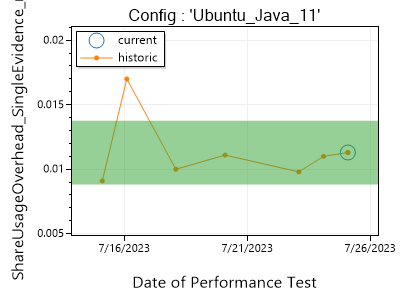 Config : 'Ubuntu_Java_11'
current
historic
0.02
0.015
0.01
0.005
ShareUsageOverhead_SingleEvidence_
7/16/2023
7/21/2023
7/26/2023
Date of Performance Test